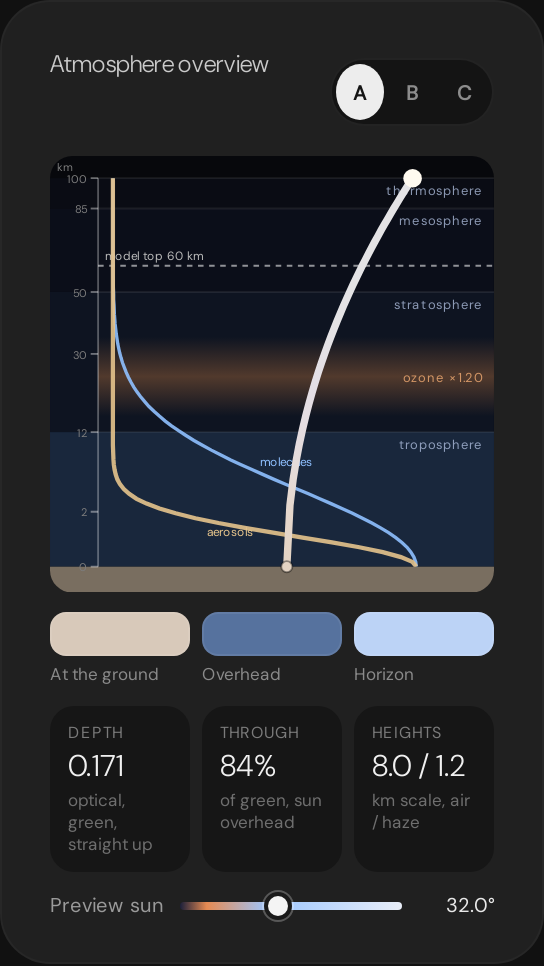 Atmosphere overview
A B C
km
100
thermosphere
85
mesosphere
model top 60 km
50
stratosphere
30
ozone ×1.20
12
troposphere
molecules
2
aerosols
0
At the ground
Overhead
Horizon
DEPTH
0.171
optical,
green,
straight up
THROUGH
84%
of green, sun
overhead
HEIGHTS
8.0 / 1.2
km scale, air
/ haze
Preview sun
32.0°